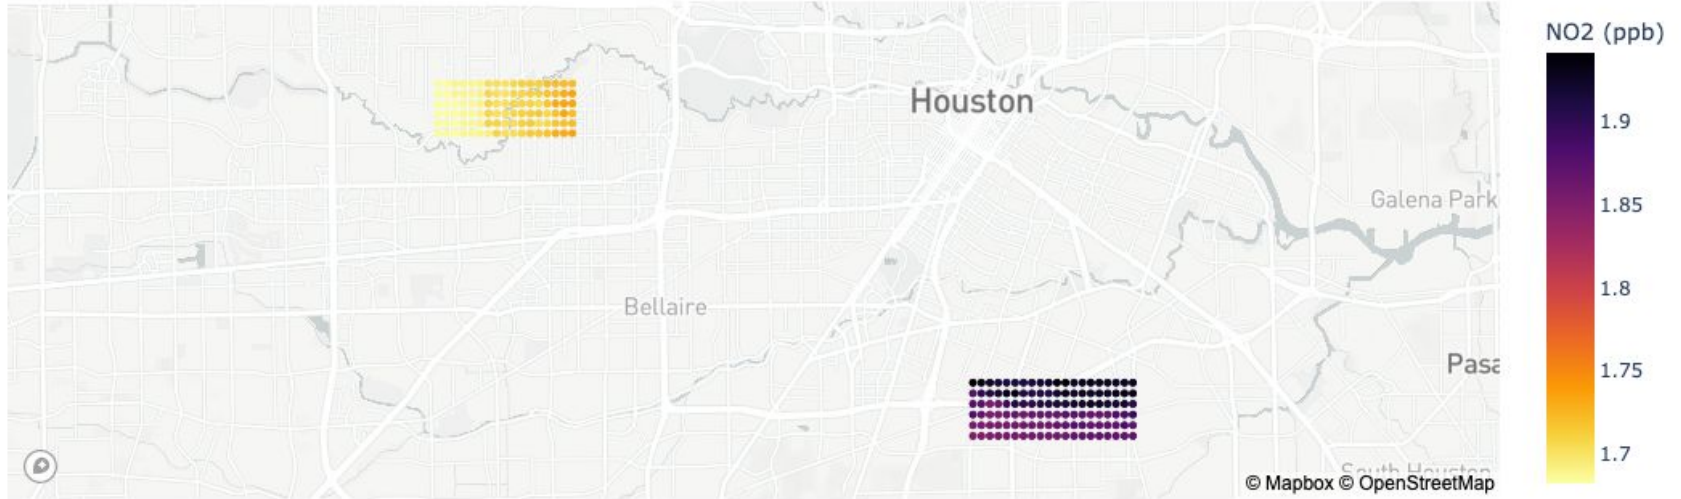 NO2 (ppb)
Houston
1.9
Galena Park
1.85
1.8
Bellaire
Pasa
1.75
South Houston
1.7
© Mapbox © OpenStreetMap